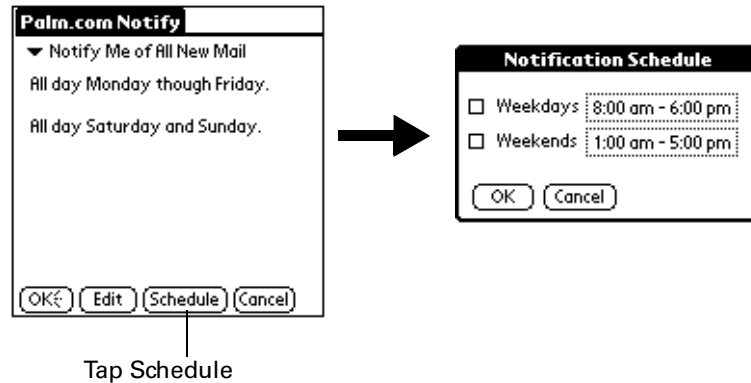 Palm.com Notify
Notify Me of All New Mail
All day Monday though Friday.
All day Saturday and Sunday.
OK Edit Schedule Cancel
Tap Schedule
Notification Schedule
Weekdays 8:00 am - 6:00 pm
Weekends 1:00 am - 5:00 pm
OK Cancel